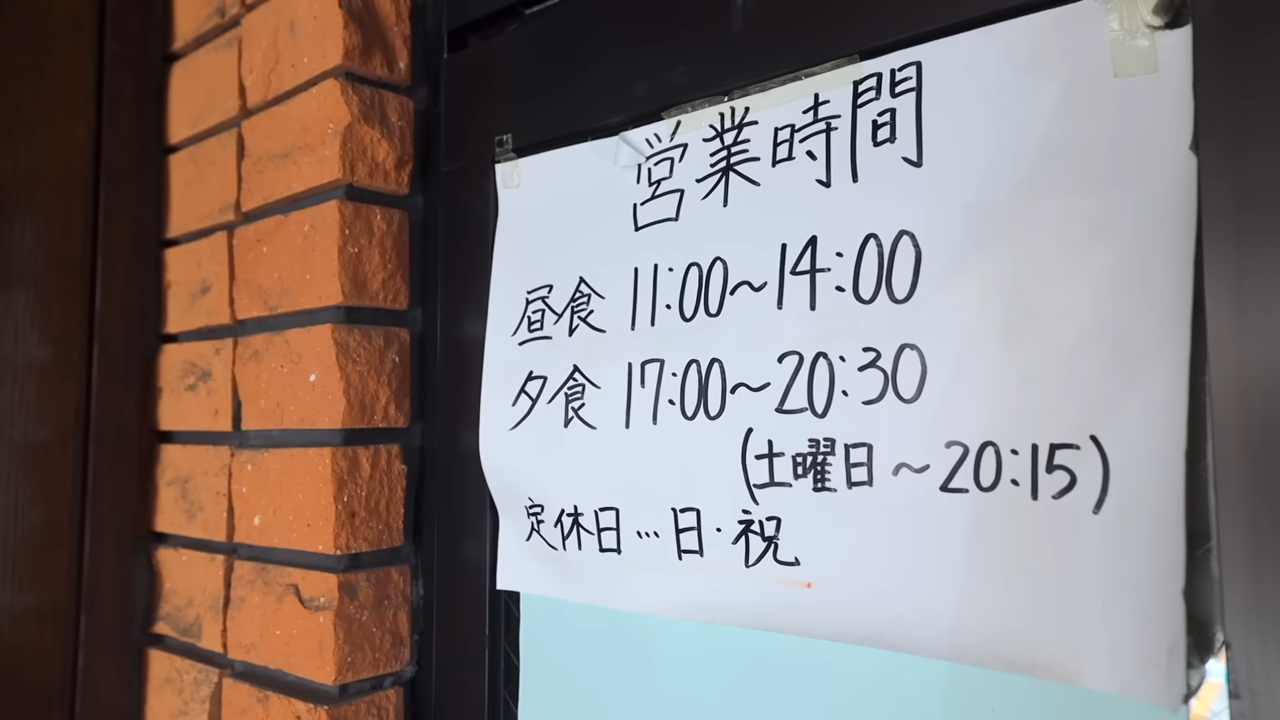 営業時間
昼食 11:00~14:00
夕食 17:00~20:30
(土曜日~20:15)
定休日…日・祝